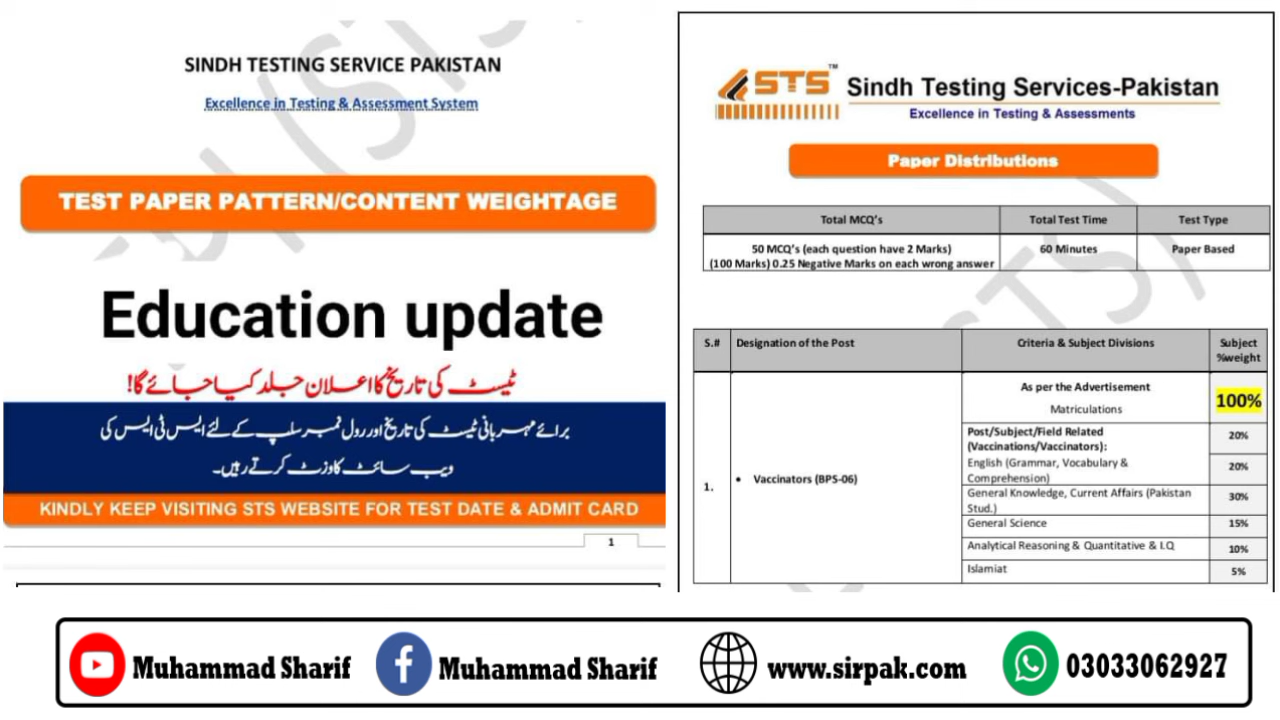 SINDH TESTING SERVICE PAKISTAN
Excellence in Testing & Assessment System
TEST PAPER PATTERN/CONTENT WEIGHTAGE
Education update
ٹیسٹ کی تاریخ کا اعلان جلد کیا جائے گا!
برائے مہربانی ٹیسٹ کی تاریخ اور رول نمبر سلپ کے لئے ایس ٹی ایس کی
ویب سائٹ کا وزٹ کرتے رہیں۔
KINDLY KEEP VISITING STS WEBSITE FOR TEST DATE & ADMIT CARD
1
STS TM
Sindh Testing Services-Pakistan
Excellence in Testing & Assessments
Paper Distributions
Total MCQ's Total Test Time Test Type
50 MCQ's (each question have 2 Marks) 60 Minutes Paper Based
(100 Marks) 0.25 Negative Marks on each wrong answer
S.# Designation of the Post Criteria & Subject Divisions Subject
%weight
As per the Advertisement
Matriculations
100%
Post/Subject/Field Related
(Vaccinations/Vaccinators): 20%
English (Grammar, Vocabulary &
Comprehension) 20%
1. • Vaccinators (BPS-06)
General Knowledge, Current Affairs (Pakistan
Stud.) 30%
General Science 15%
Analytical Reasoning & Quantitative & I.Q 10%
Islamiat 5%
Muhammad Sharif Muhammad Sharif www.sirpak.com 03033062927